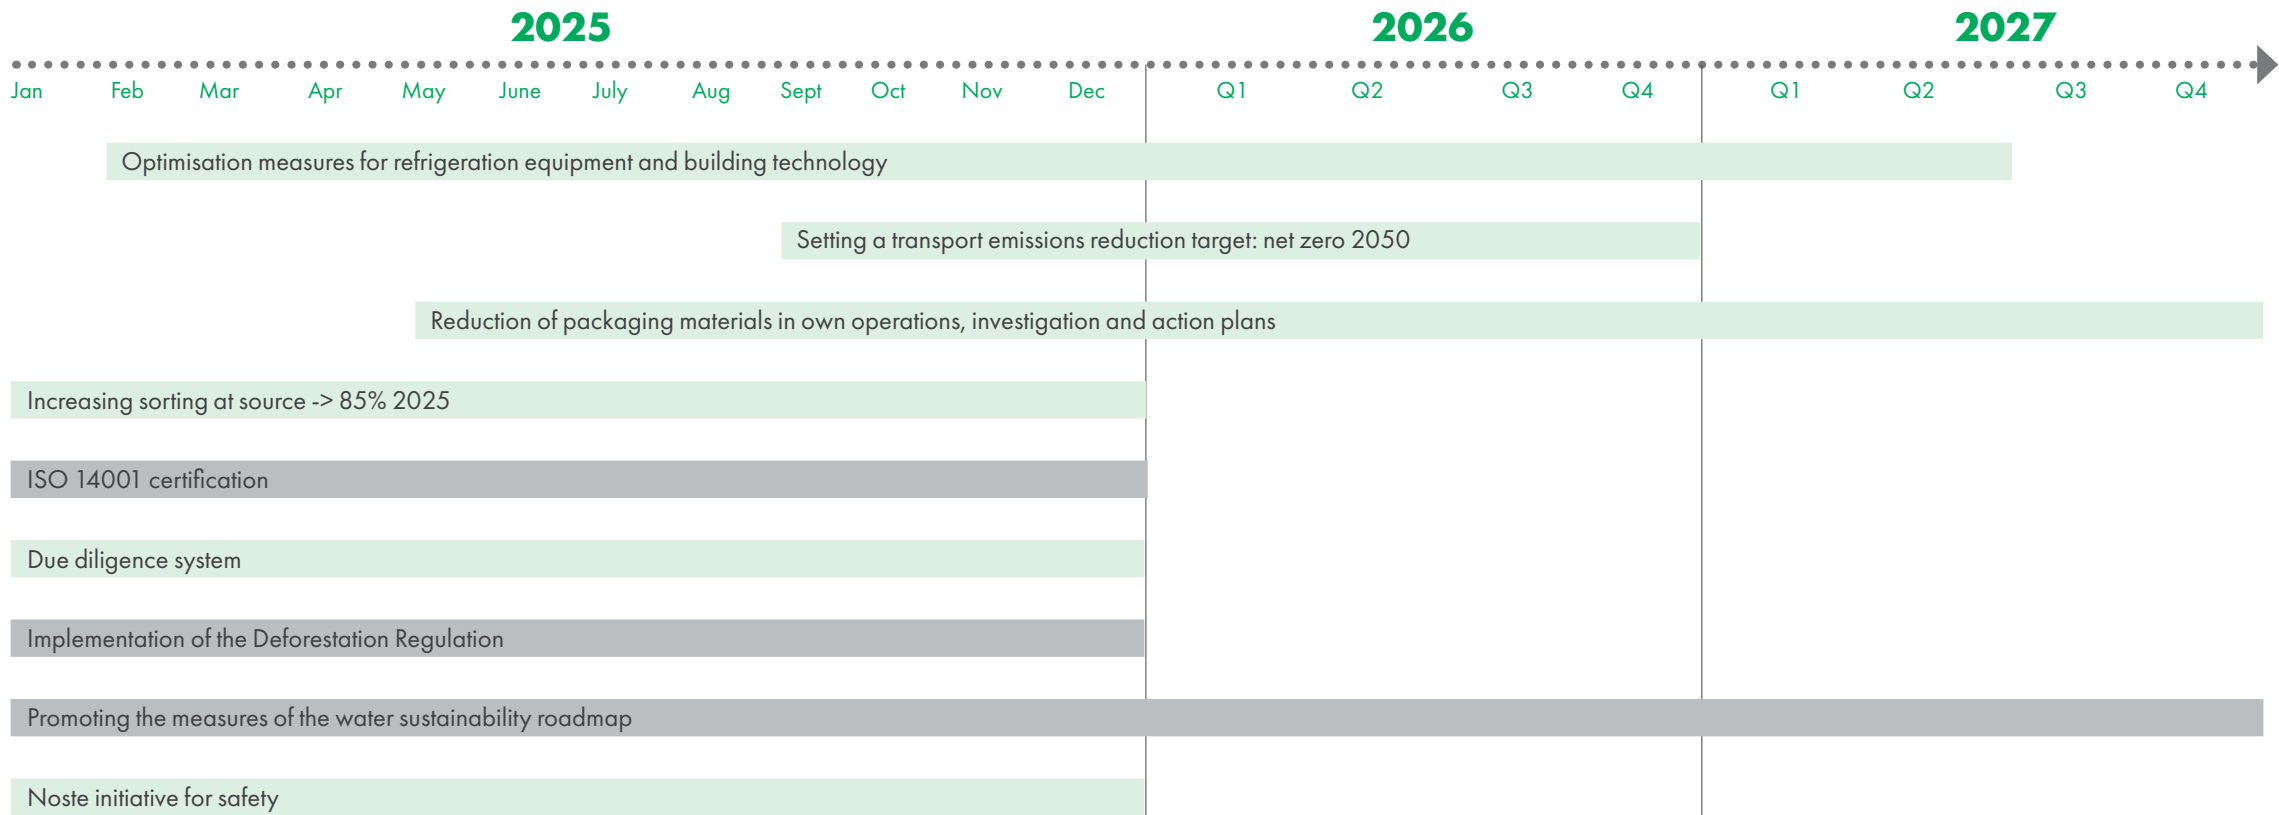 2025 2026 2027
Jan Feb Mar Apr May June July Aug Sept Oct Nov Dec Q1 Q2 Q3 Q4 Q1 Q2 Q3 Q4
Optimisation measures for refrigeration equipment and building technology
Setting a transport emissions reduction target: net zero 2050
Reduction of packaging materials in own operations, investigation and action plans
Increasing sorting at source -> 85% 2025
ISO 14001 certification
Due diligence system
Implementation of the Deforestation Regulation
Promoting the measures of the water sustainability roadmap
Noste initiative for safety